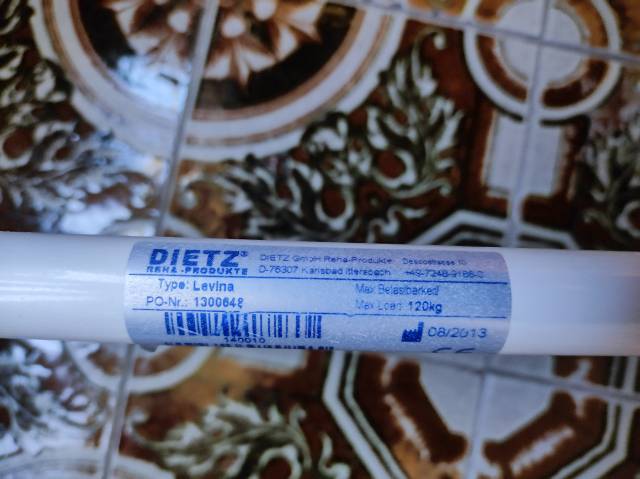 DIETZ®
REHA-PRODUKTE
DIETZ GmbH Reha-Produkte
D-76307 Karlsbad Ittersbach
Type: Levina
PO-Nr.: 1300648
Max Belastbarkeit/
Max Load: 120kg
140010
08/2013
CE